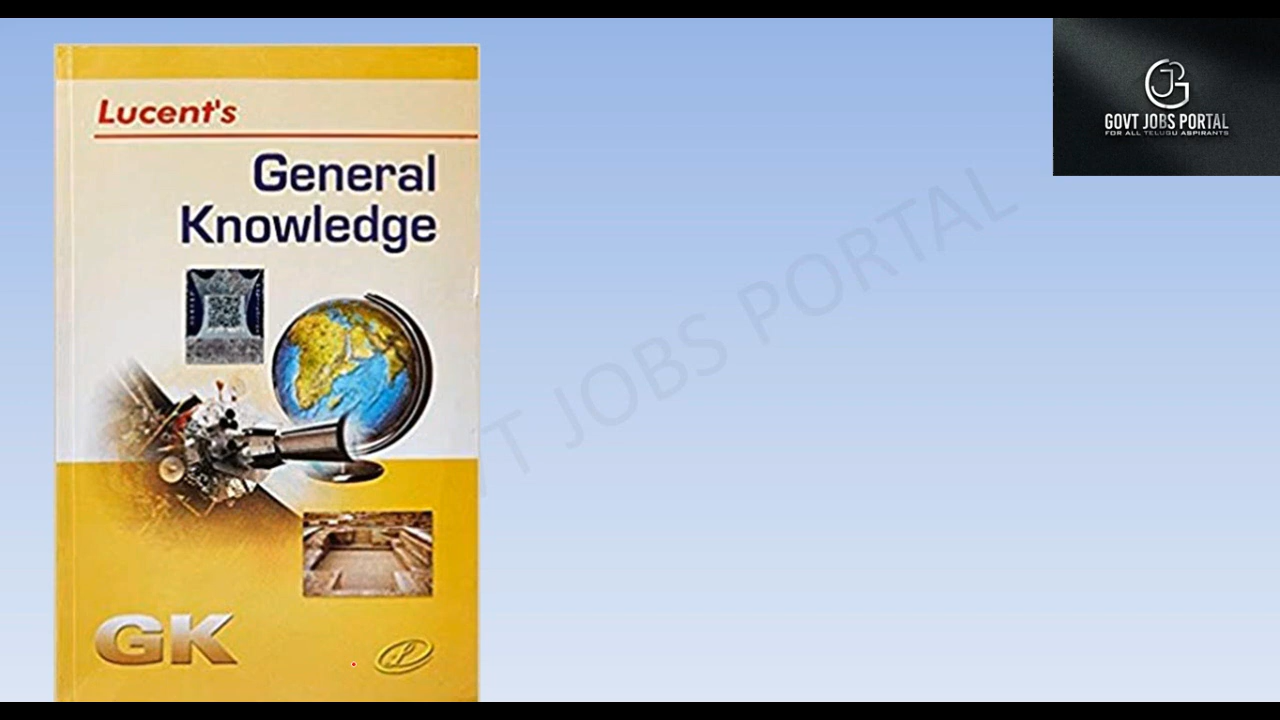 Lucent's
General
Knowledge
GK
GOVT JOBS PORTAL
FOR ALL TELUGU ASPIRANTS
T JOBS PORTAL